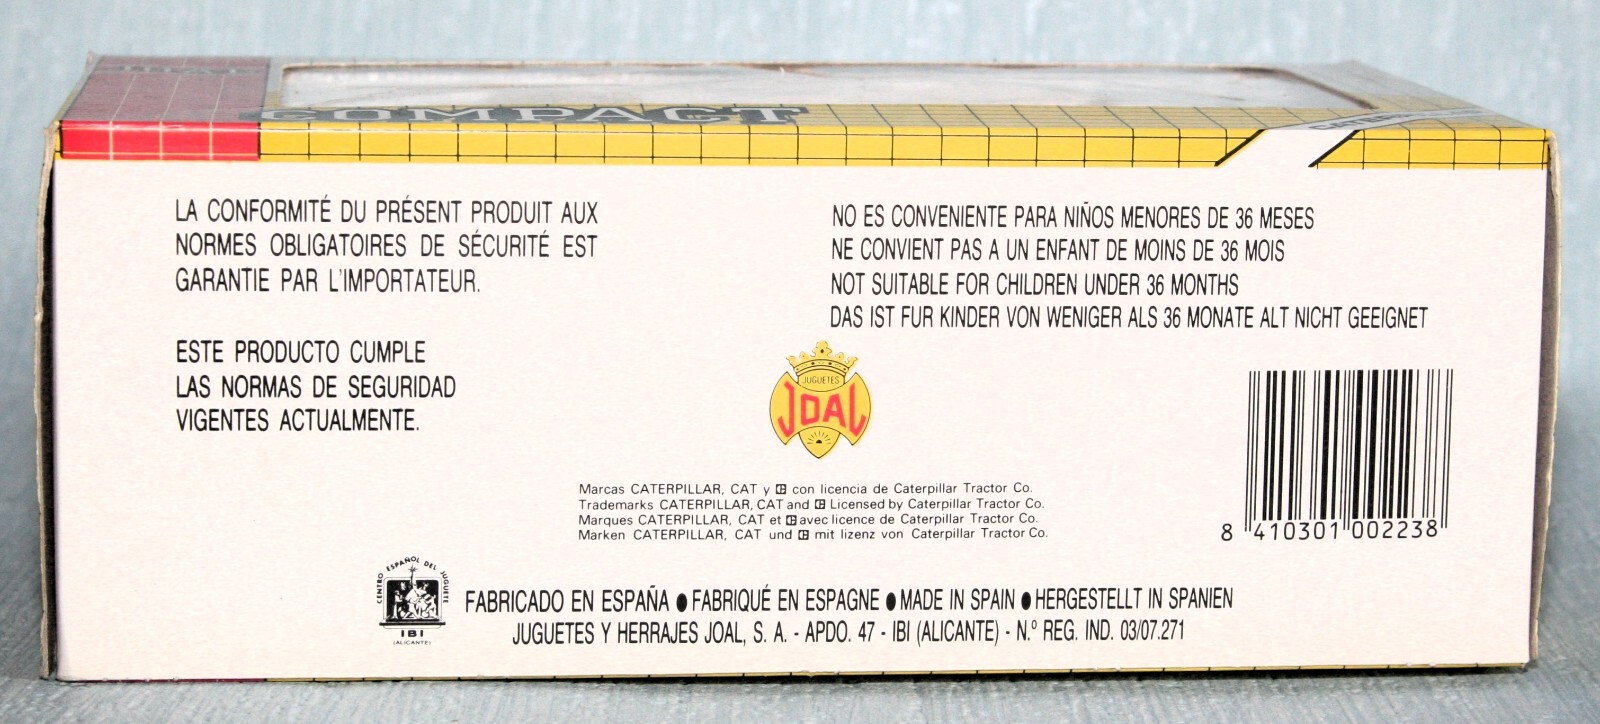 JOAL
COMPACT
CATERPILLAR
LA CONFORMITÉ DU PRÉSENT PRODUIT AUX
NORMES OBLIGATOIRES DE SÉCURITÉ EST
GARANTIE PAR L'IMPORTATEUR.
ESTE PRODUCTO CUMPLE
LAS NORMAS DE SEGURIDAD
VIGENTES ACTUALMENTE.
NO ES CONVENIENTE PARA NIÑOS MENORES DE 36 MESES
NE CONVIENT PAS A UN ENFANT DE MOINS DE 36 MOIS
NOT SUITABLE FOR CHILDREN UNDER 36 MONTHS
DAS IST FUR KINDER VON WENIGER ALS 36 MONATE ALT NICHT GEEIGNET
JUGUETES
JOAL
8 410301 002238
Marcas CATERPILLAR, CAT y con licencia de Caterpillar Tractor Co.
Trademarks CATERPILLAR, CAT and Licensed by Caterpillar Tractor Co.
Marques CATERPILLAR, CAT et avec licence de Caterpillar Tractor Co.
Marken CATERPILLAR, CAT und mit lizenz von Caterpillar Tractor Co.
CENTRO ESPAÑOL DEL JUGUETE
IBI
(ALICANTE)
FABRICADO EN ESPAÑA ● FABRIQUÉ EN ESPAGNE ● MADE IN SPAIN ● HERGESTELLT IN SPANIEN
JUGUETES Y HERRAJES JOAL, S. A. - APDO. 47 - IBI (ALICANTE) - N.º REG. IND. 03/07.271